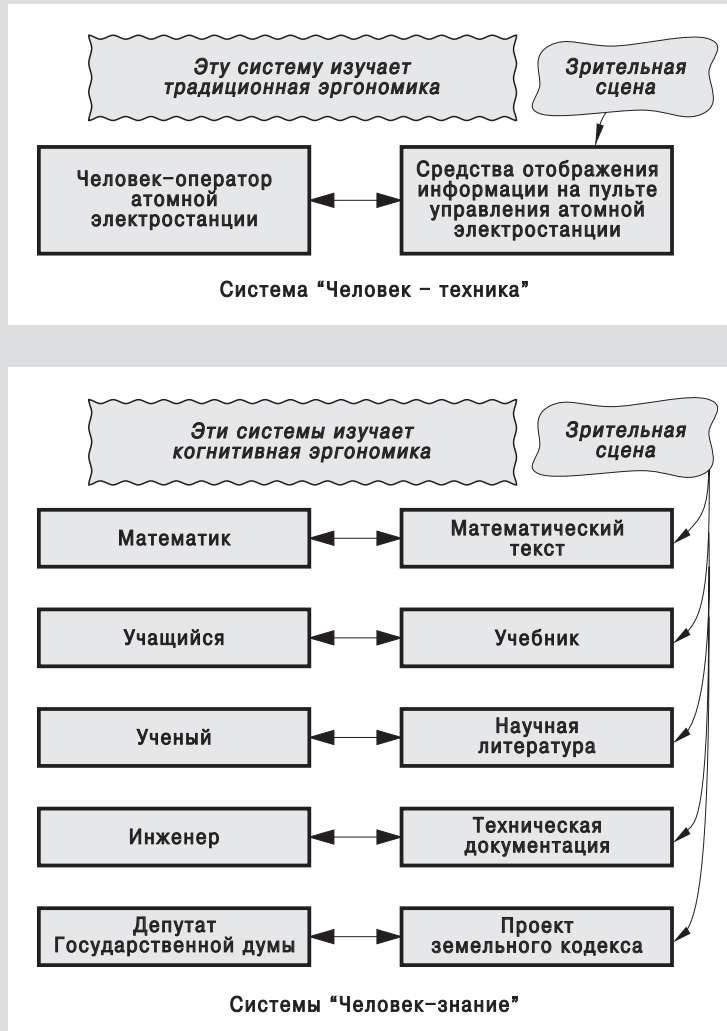 Эту систему изучает
традиционная эргономика
Зрительная
сцена
Человек-оператор
атомной
электростанции
Средства отображения
информации на пульте
управления атомной
электростанции
Система “Человек – техника”
Эти системы изучает
когнитивная эргономика
Зрительная
сцена
Математик
Математический
текст
Учащийся
Учебник
Ученый
Научная
литература
Инженер
Техническая
документация
Депутат
Государственной думы
Проект
земельного кодекса
Системы “Человек-знание”